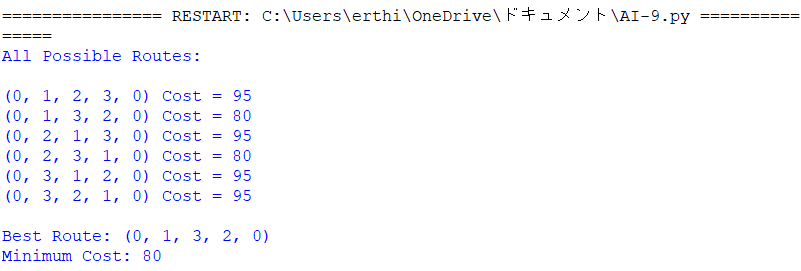 ================ RESTART: C:\Users\erthi\OneDrive\ドキュメント\AI-9.py ==========
=====
All Possible Routes:
(0, 1, 2, 3, 0) Cost = 95
(0, 1, 3, 2, 0) Cost = 80
(0, 2, 1, 3, 0) Cost = 95
(0, 2, 3, 1, 0) Cost = 80
(0, 3, 1, 2, 0) Cost = 95
(0, 3, 2, 1, 0) Cost = 95
Best Route: (0, 1, 3, 2, 0)
Minimum Cost: 80